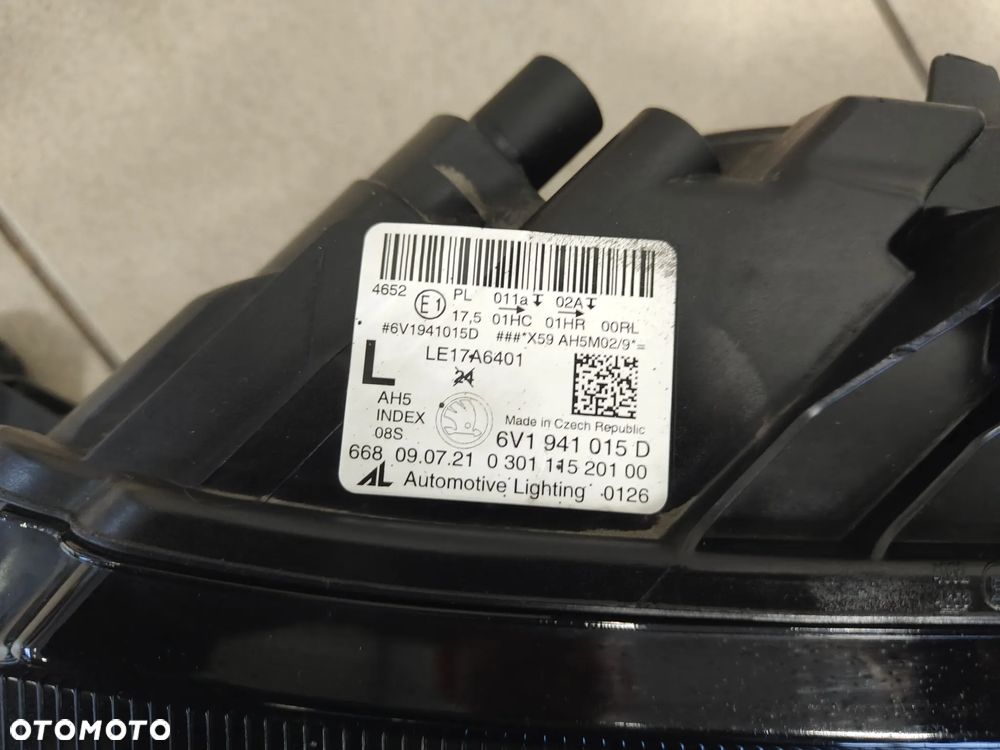 4652 E1 PL 011a 02A
17,5 01HC 01HR 00RL
#6V1941015D ###*X59 AH5M02/9*=
L LE17A6401
24
AH5
INDEX
08S
Made in Czech Republic
6V1 941 015 D
668 09.07.21 0 301 115 201 00
AL Automotive Lighting 0126
OTOMOTO